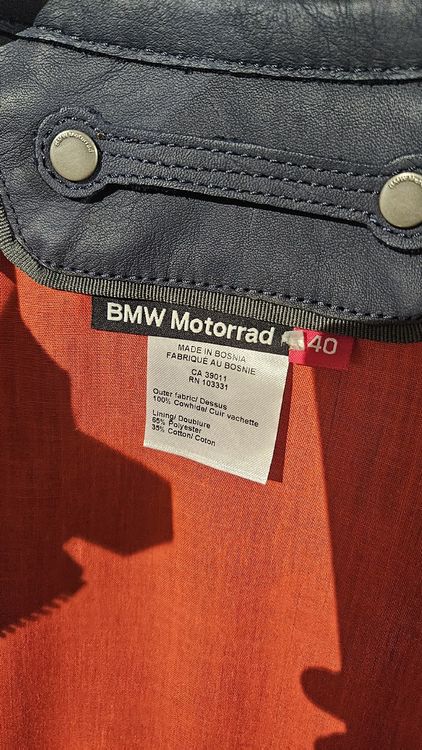 BMW Motorrad
40
MADE IN BOSNIA
FABRIQUE AU BOSNIE
CA 39011
RN 103331
Outer fabric/ Dessus
100% Cowhide/ Cuir vachette
Lining/ Doublure
65% Polyester
35% Cotton/ Coton